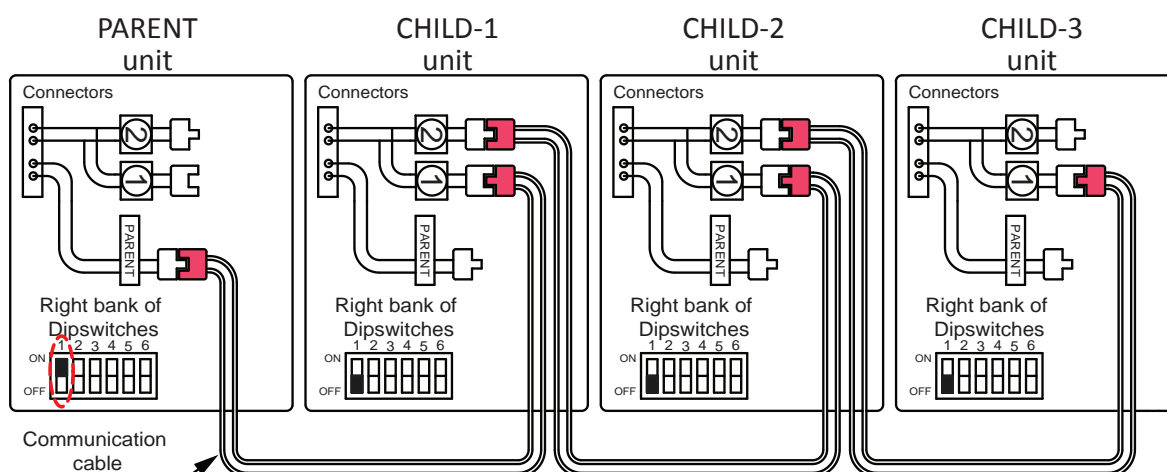 PARENT
unit
CHILD-1
unit
CHILD-2
unit
CHILD-3
unit
Connectors
2
1
PARENT
Right bank of
Dipswitches
1 2 3 4 5 6
ON
OFF
Connectors
2
1
PARENT
Right bank of
Dipswitches
1 2 3 4 5 6
ON
OFF
Connectors
2
1
PARENT
Right bank of
Dipswitches
1 2 3 4 5 6
ON
OFF
Connectors
2
1
PARENT
Right bank of
Dipswitches
1 2 3 4 5 6
ON
OFF
Communication
cable